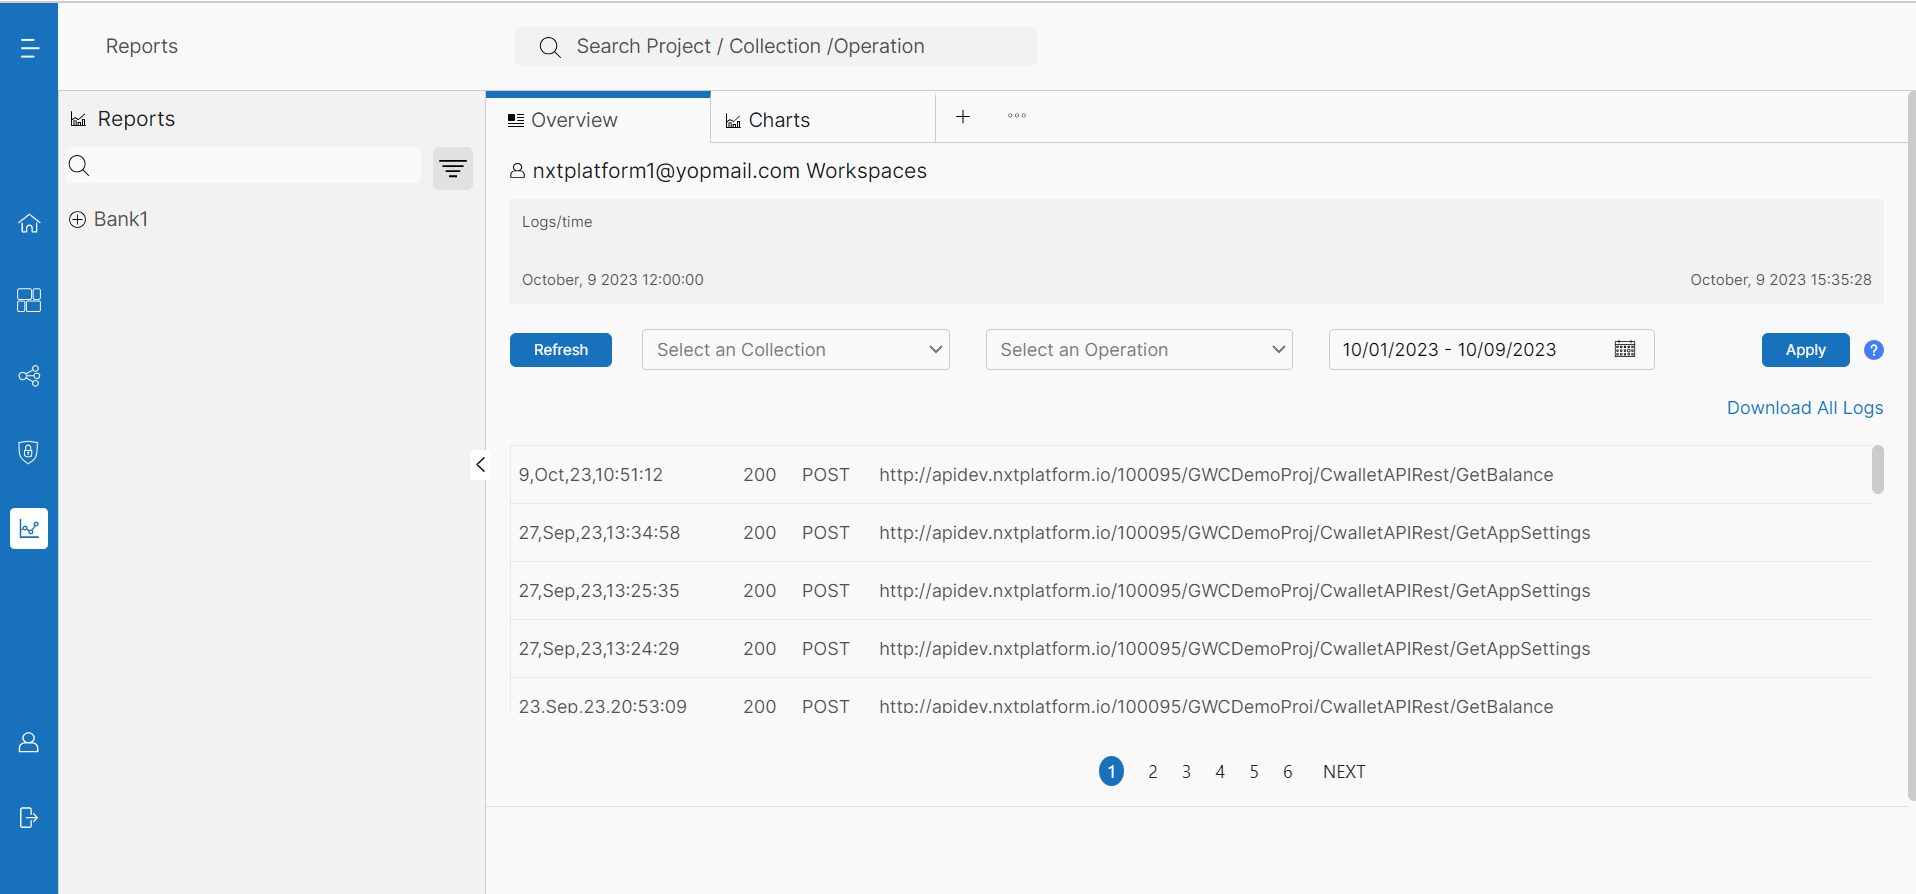 Reports
Search Project / Collection /Operation
Reports
Bank1
Overview
Charts
nxtplatform1@yopmail.com Workspaces
Logs/time
October, 9 2023 12:00:00
October, 9 2023 15:35:28
Refresh
Select an Collection
Select an Operation
10/01/2023 - 10/09/2023
Apply
?
Download All Logs
9,Oct,23,10:51:12 200 POST http://apidev.nxtplatform.io/100095/GWCDemoProj/CwalletAPIRest/GetBalance
27,Sep,23,13:34:58 200 POST http://apidev.nxtplatform.io/100095/GWCDemoProj/CwalletAPIRest/GetAppSettings
27,Sep,23,13:25:35 200 POST http://apidev.nxtplatform.io/100095/GWCDemoProj/CwalletAPIRest/GetAppSettings
27,Sep,23,13:24:29 200 POST http://apidev.nxtplatform.io/100095/GWCDemoProj/CwalletAPIRest/GetAppSettings
23,Sep,23,20:53:09 200 POST http://apidev.nxtplatform.io/100095/GWCDemoProj/CwalletAPIRest/GetBalance
1 2 3 4 5 6 NEXT